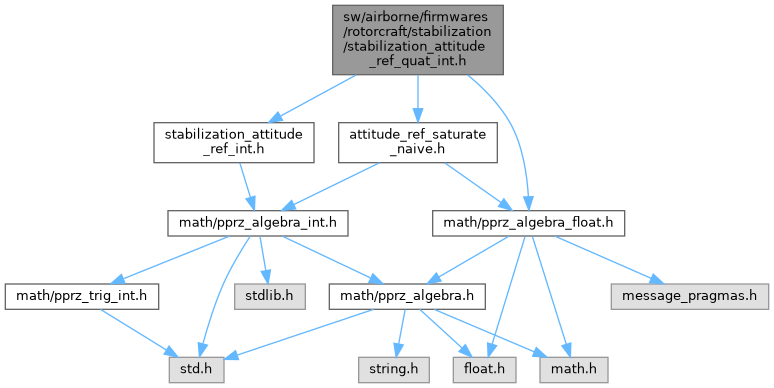 sw/airborne/firmwares
/rotorcraft/stabilization
/stabilization_attitude
_ref_quat_int.h
stabilization_attitude
_ref_int.h
attitude_ref_saturate
_naive.h
math/pprz_algebra_int.h
math/pprz_algebra_float.h
math/pprz_trig_int.h
stdlib.h
math/pprz_algebra.h
message_pragmas.h
std.h
string.h
float.h
math.h